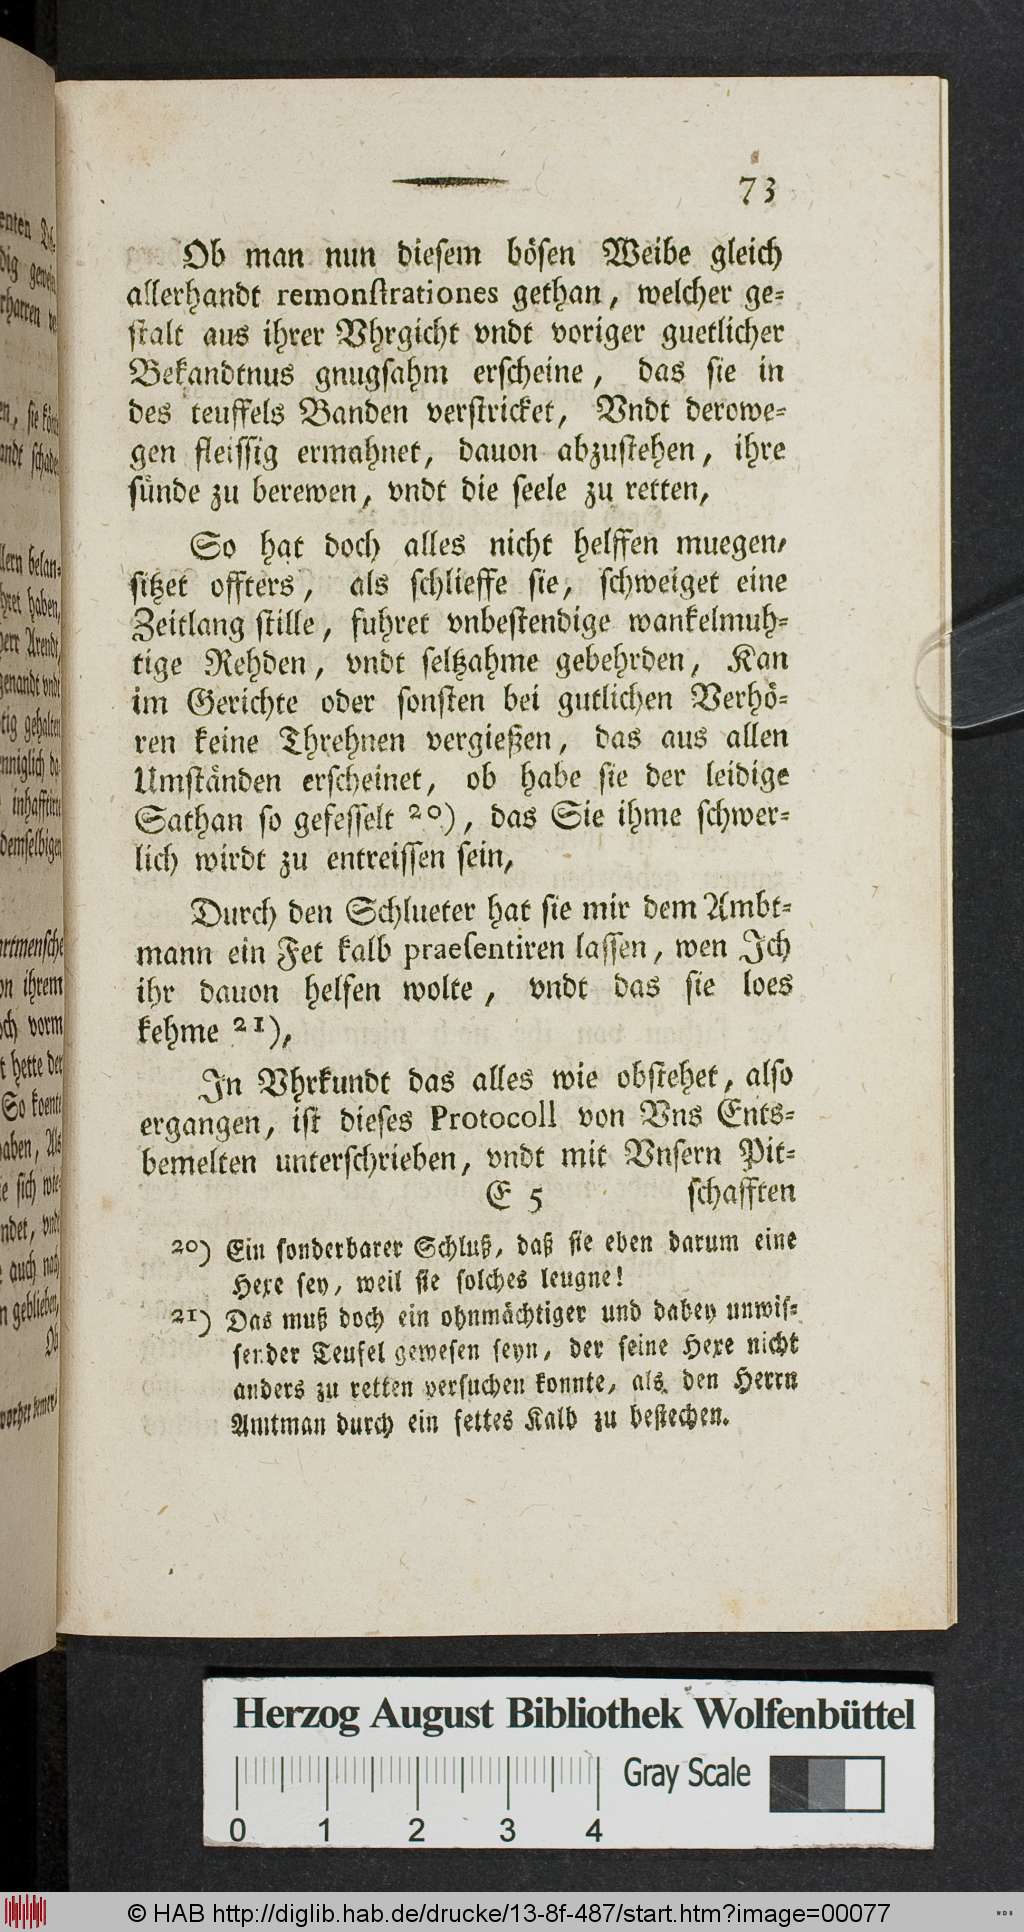 73
Ob man nun diesem bösen Weibe gleich
allerhandt remonstrationes gethan, welcher ge-
stalt aus ihrer Vhrgicht vndt voriger guetlicher
Bekandtnus gnugsahm erscheine, das sie in
des teuffels Banden verstricket, Vndt derowe-
gen fleissig ermahnet, dauon abzustehen, ihre
sünde zu berewen, vndt die seele zu retten,
So hat doch alles nicht helffen muegen,
sitzet offters, als schlieffe sie, schweiget eine
Zeitlang stille, fuhret vnbestendige wankelmuh-
tige Rehden, vndt seltzahme gebehrden, Kan
im Gerichte oder sonsten bei gutlichen Verhö-
ren keine Threhnen vergießen, das aus allen
Umständen erscheinet, ob habe sie der leidige
Sathan so gefesselt 20), das Sie ihme schwer-
lich wirdt zu entreissen sein,
Durch den Schlueter hat sie mir dem Ambt-
mann ein Fet kalb praesentiren lassen, wen Ich
ihr dauon helfen wolte, vndt das sie loes
kehme 21),
In Vhrkundt das alles wie obstehet, also
ergangen, ist dieses Protocoll von Vns Ents-
bemelten unterschrieben, vndt mit Vnsern Pit-
E 5 schafften
20) Ein sonderbarer Schluß, daß sie eben darum eine
Hexe sey, weil sie solches leugne!
21) Das muß doch ein ohnmächtiger und dabey unwis-
sender Teufel gewesen seyn, der seine Hexe nicht
anders zu retten versuchen konnte, als den Herrn
Amtman durch ein fettes Kalb zu bestechen.
Herzog August Bibliothek Wolfenbüttel
Gray Scale
0 1 2 3 4
© HAB http://diglib.hab.de/drucke/13-8f-487/start.htm?image=00077